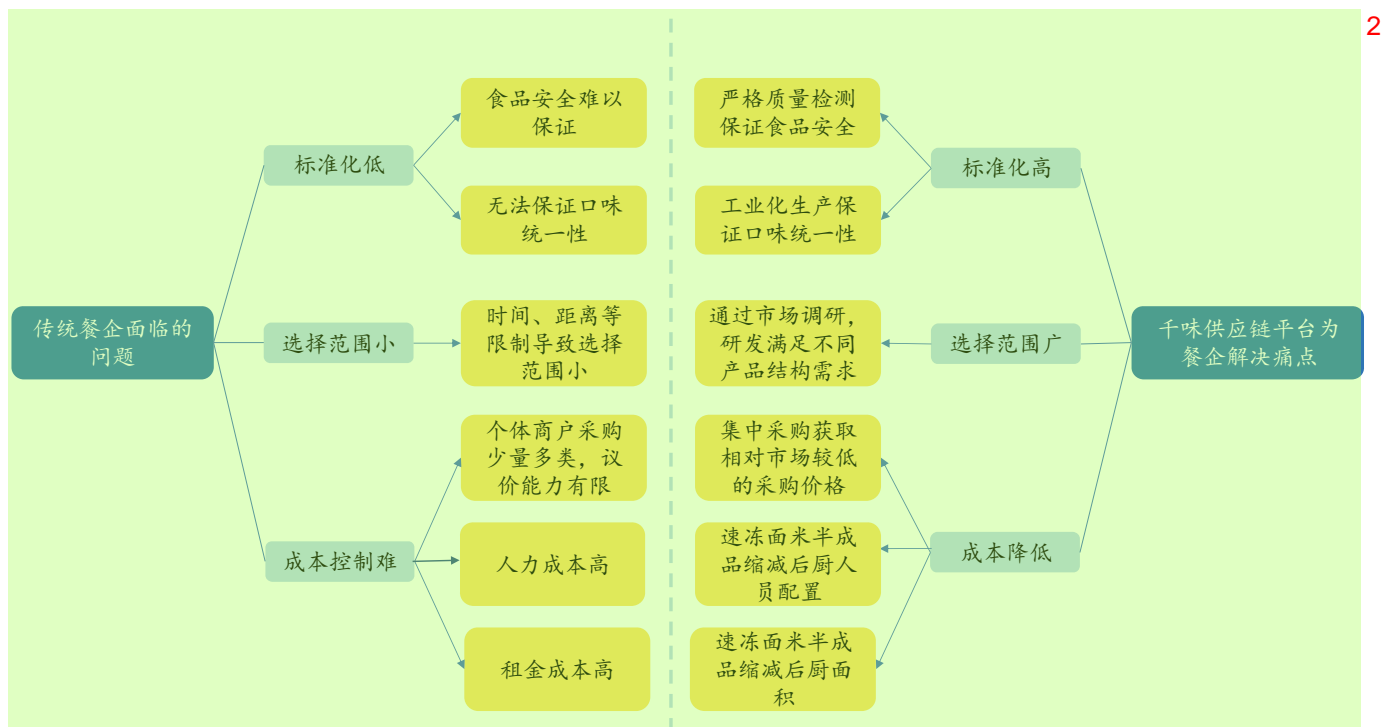 2
食品安全难以
保证
严格质量检测
保证食品安全
标准化低
标准化高
无法保证口味
统一性
工业化生产保
证口味统一性
传统餐企面临的
问题
选择范围小
时间、距离等
限制导致选择
范围小
通过市场调研，
研发满足不同
产品结构需求
选择范围广
千味供应链平台为
餐企解决痛点
个体商户采购
少量多类，议
价能力有限
集中采购获取
相对市场较低
的采购价格
成本控制难
人力成本高
速冻面米半成
品缩减后厨人
员配置
成本降低
租金成本高
速冻面米半成
品缩减后厨面
积